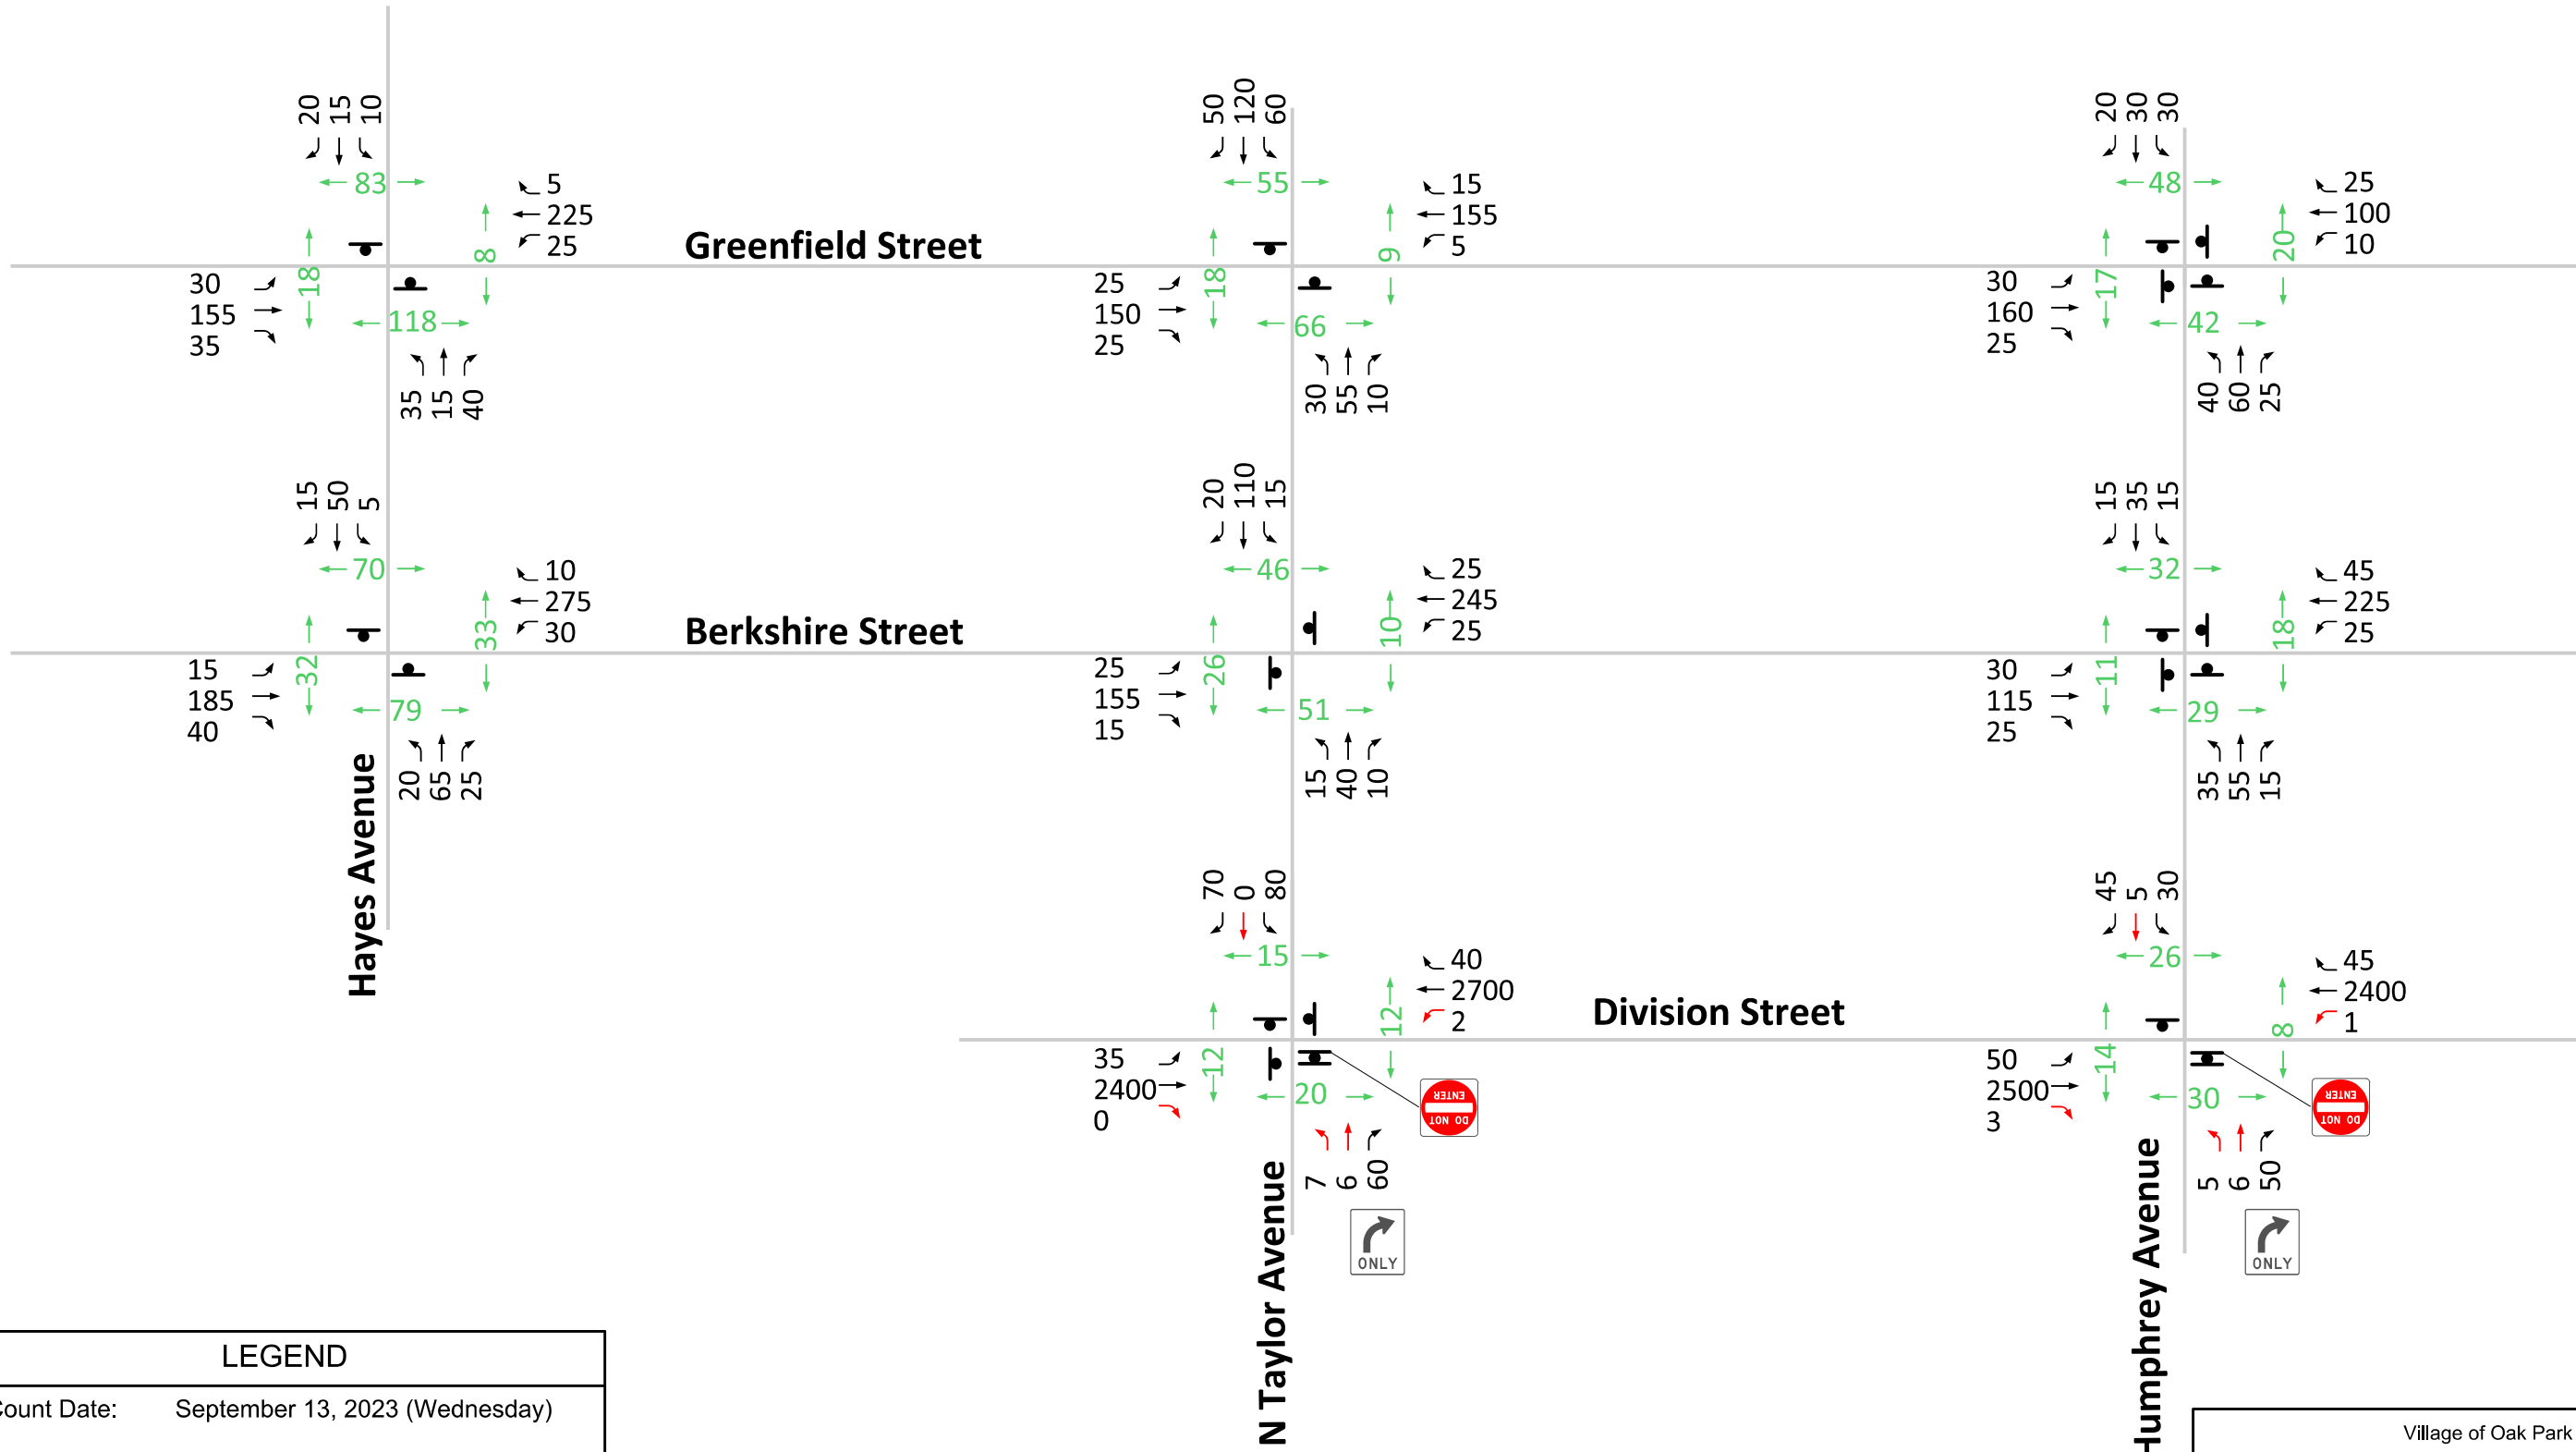 20 15 10
83
5
225
25
18
8
30
155
35
118
35 15 40
Greenfield Street
50 120 60
55
15
155
5
18
9
25
150
25
66
30 55 10
20 30 30
48
25
100
10
17
20
30
160
25
42
40 60 25
15 50 5
70
10
275
30
32
33
15
185
40
79
20 65 25
Berkshire Street
20 110 15
46
25
245
25
26
10
25
155
15
51
15 40 10
15 35 15
32
45
225
25
11
18
30
115
25
29
35 55 15
Hayes Avenue
70 0 80
15
40
2700
2
12
12
35
2400
0
20
7 6 60
DO NOT
ENTER
ONLY
N Taylor Avenue
Division Street
45 5 30
26
45
2400
1
14
8
50
2500
3
30
5 6 50
DO NOT
ENTER
ONLY
Humphrey Avenue
LEGEND
Count Date: September 13, 2023 (Wednesday)
Village of Oak Park